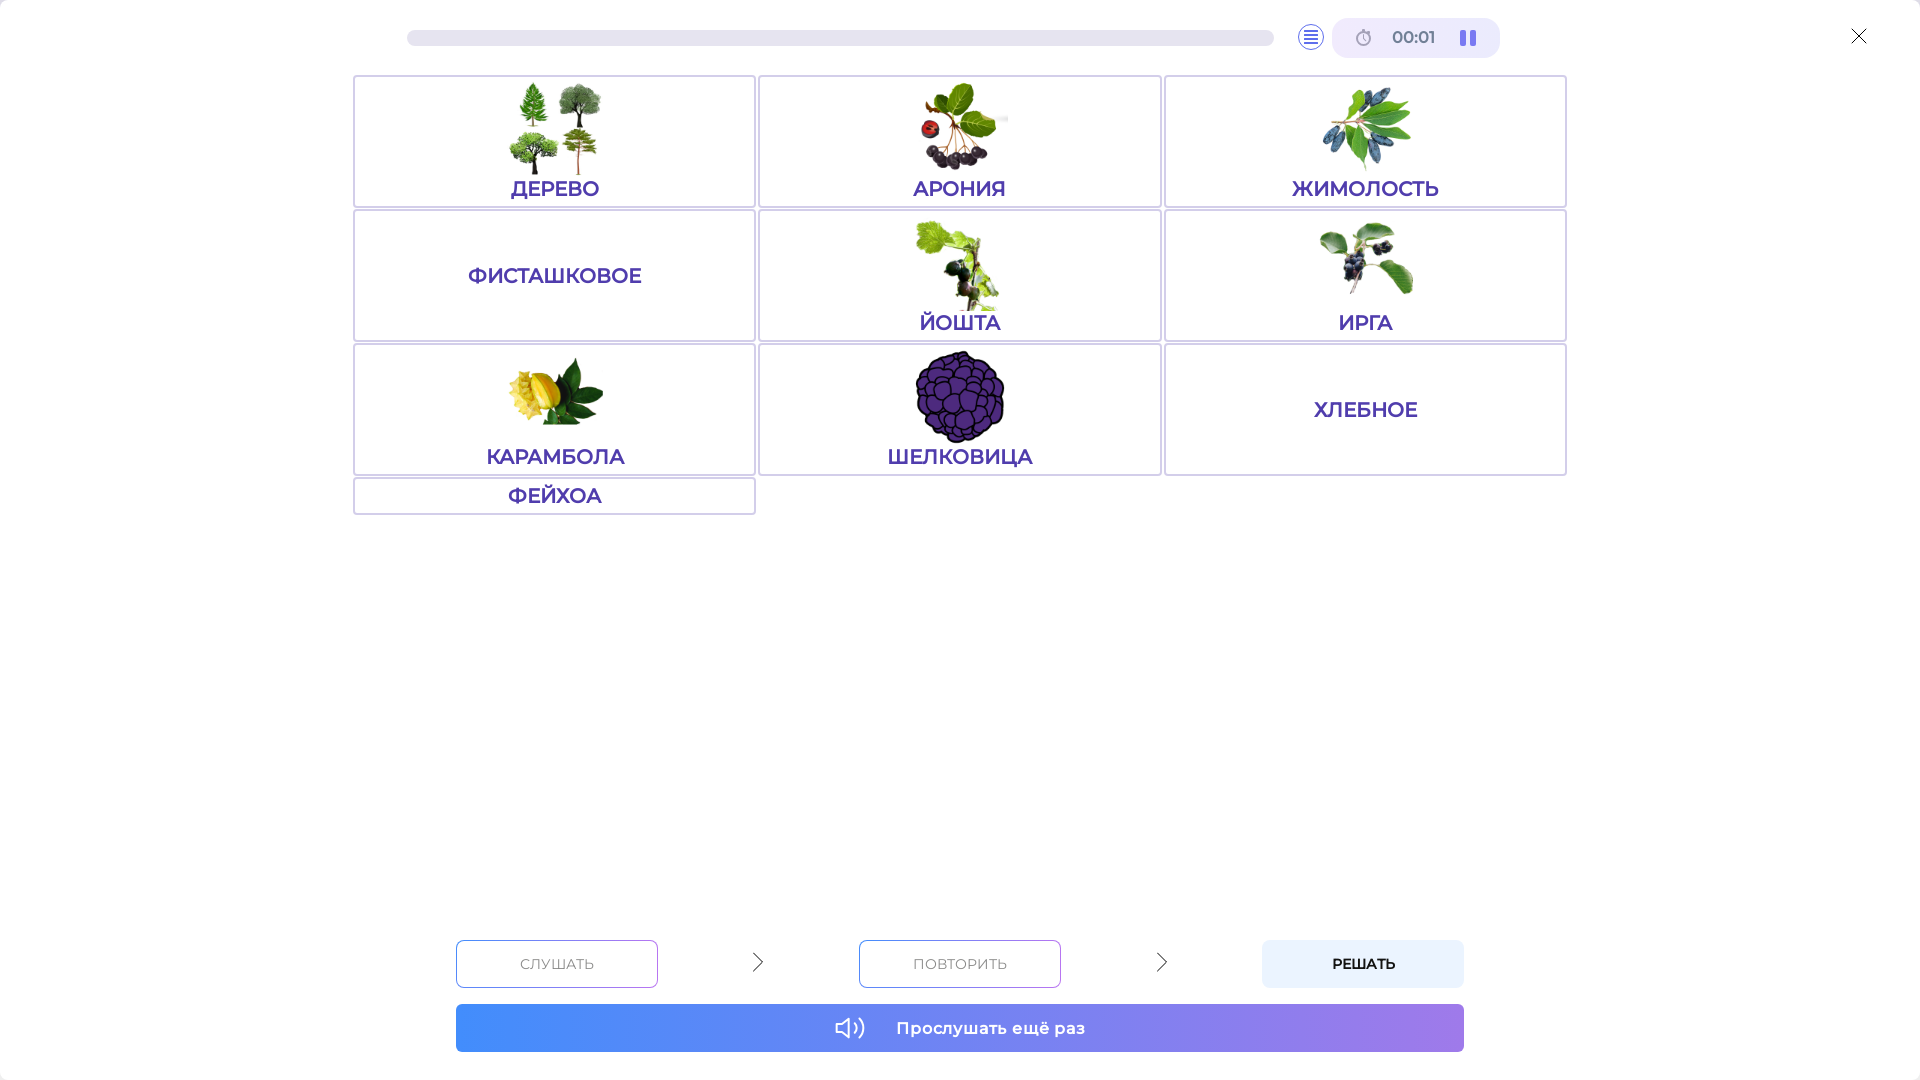 00:01
ДЕРЕВО
АРОНИЯ
ЖИМОЛОСТЬ
ФИСТАШКОВОЕ
ЙОШТА
ИРГА
КАРАМБОЛА
ШЕЛКОВИЦА
ХЛЕБНОЕ
ФЕЙХОА
СЛУШАТЬ
ПОВТОРИТЬ
РЕШАТЬ
Прослушать ещё раз